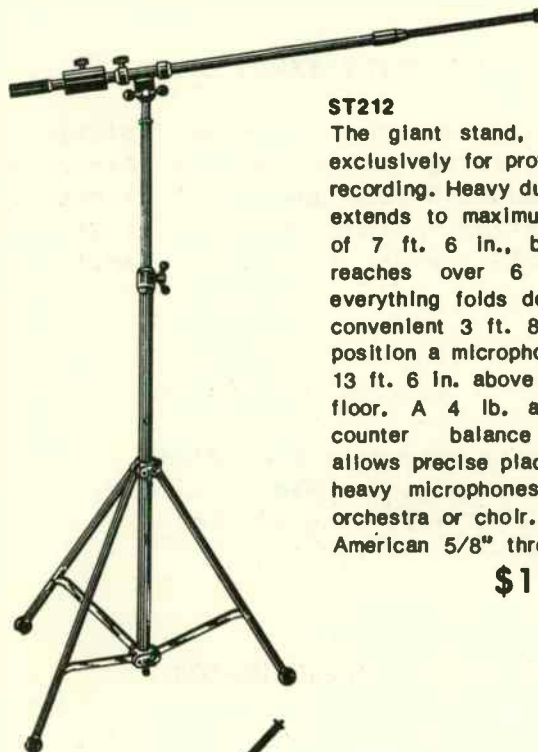 ST212
The giant stand,
exclusively for pro
recording. Heavy du
extends to maximu
of 7 ft. 6 in., b
reaches over 6
everything folds d
convenient 3 ft. 8
position a microph
13 ft. 6 in. above
floor. A 4 lb. a
counter balance
allows precise plac
heavy microphones
orchestra or choir.
American 5/8" thr
$1